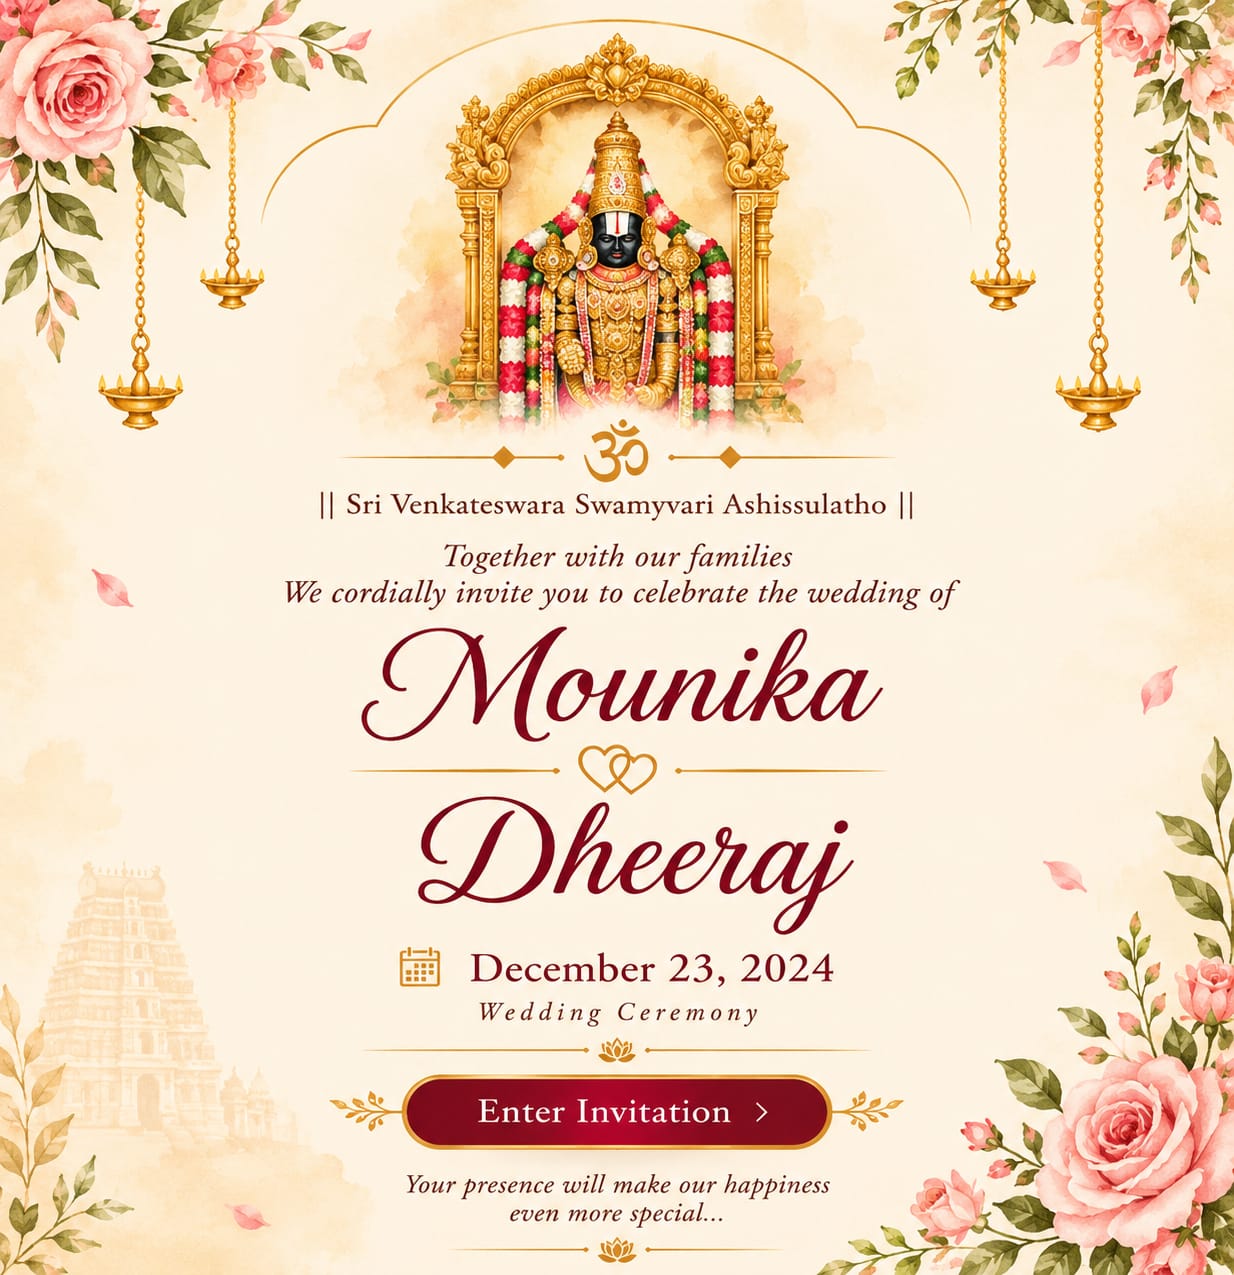 ॐ
|| Sri Venkateswara Swamyvari Ashissulatho ||
Together with our families
We cordially invite you to celebrate the wedding of
Mounika
Dheeraj
December 23, 2024
Wedding Ceremony
Enter Invitation >
Your presence will make our happiness
even more special...